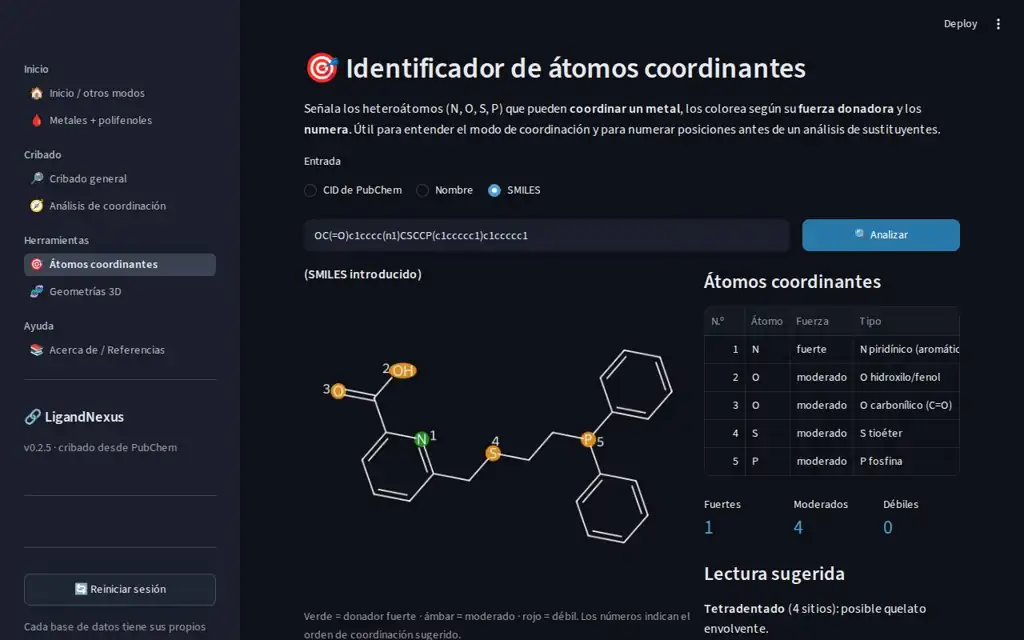 Deploy
Inicio
Inicio / otros modos
Metales + polifenoles
Cribado
Cribado general
Análisis de coordinación
Herramientas
Átomos coordinantes
Geometrías 3D
Ayuda
Acerca de / Referencias
LigandNexus
v0.2.5 · cribado desde PubChem
Reiniciar sesión
Cada base de datos tiene sus propios
Identificador de átomos coordinantes
Señala los heteroátomos (N, O, S, P) que pueden coordinar un metal, los colorea según su fuerza donadora y los
numera. Útil para entender el modo de coordinación y para numerar posiciones antes de un análisis de sustituyentes.
Entrada
CID de PubChem
Nombre
SMILES
OC(=O)c1cccc(n1)CSCCP(c1ccccc1)c1ccccc1
Analizar
(SMILES introducido)
2 OH
3 O
N 1
4
S
P 5
Verde = donador fuerte · ámbar = moderado · rojo = débil. Los números indican el
orden de coordinación sugerido.
Átomos coordinantes
N.º Átomo Fuerza Tipo
1 N fuerte N piridínico (aromátic
2 O moderado O hidroxilo/fenol
3 O moderado O carbonílico (C=O)
4 S moderado S tioéter
5 P moderado P fosfina
Fuertes Moderados Débiles
1 4 0
Lectura sugerida
Tetradentado (4 sitios): posible quelato
envolvente.